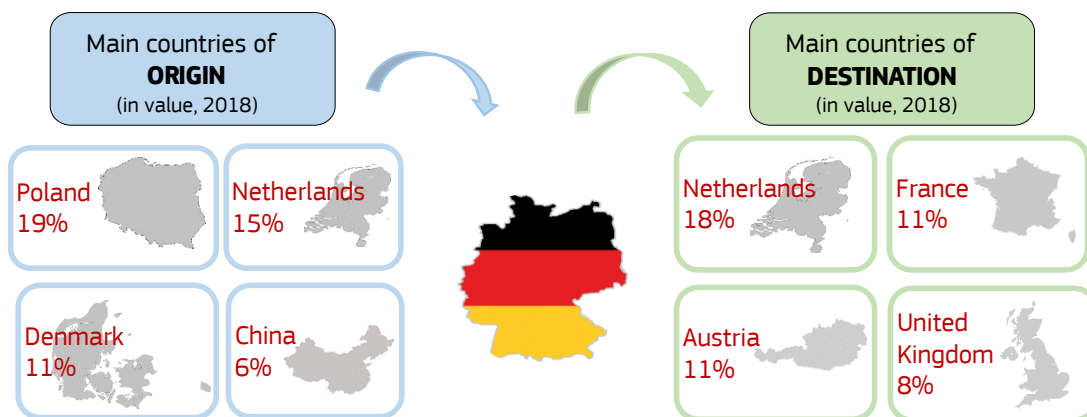 Main countries of
ORIGIN
(in value, 2018)
Main countries of
DESTINATION
(in value, 2018)
Poland
19%
Netherlands
15%
Netherlands
18%
France
11%
Denmark
11%
China
6%
Austria
11%
United
Kingdom
8%